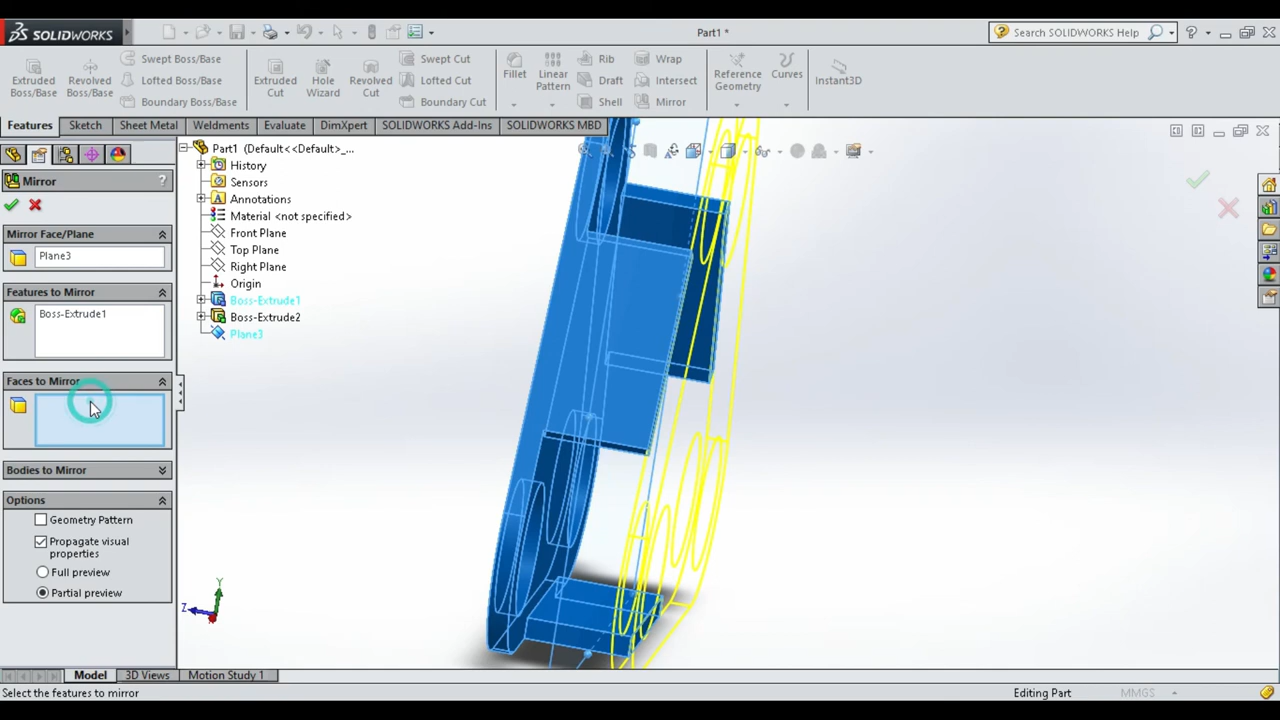 SOLIDWORKS
Part1 *
Search SOLIDWORKS Help
Extruded Boss/Base
Revolved Boss/Base
Swept Boss/Base
Lofted Boss/Base
Boundary Boss/Base
Extruded Cut
Hole Wizard
Revolved Cut
Swept Cut
Lofted Cut
Boundary Cut
Fillet
Linear Pattern
Rib
Draft
Shell
Wrap
Intersect
Mirror
Reference Geometry
Curves
Instant3D
Features Sketch Sheet Metal Weldments Evaluate DimXpert SOLIDWORKS Add-Ins SOLIDWORKS MBD
Mirror ?
Mirror Face/Plane
Plane3
Features to Mirror
Boss-Extrude1
Faces to Mirror
Bodies to Mirror
Options
Geometry Pattern
Propagate visual
properties
Full preview
Partial preview
Part1 (Default<<Default>_...
History
Sensors
Annotations
Material <not specified>
Front Plane
Top Plane
Right Plane
Origin
Boss-Extrude1
Boss-Extrude2
Plane3
Y
Z
Model 3D Views Motion Study 1
Select the features to mirror
Editing Part
MMGS